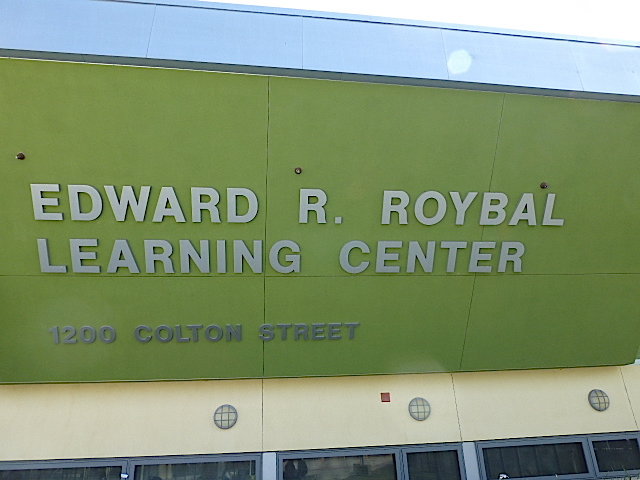 EDWARD R. ROYBAL
LEARNING CENTER
1200 COLTON STREET